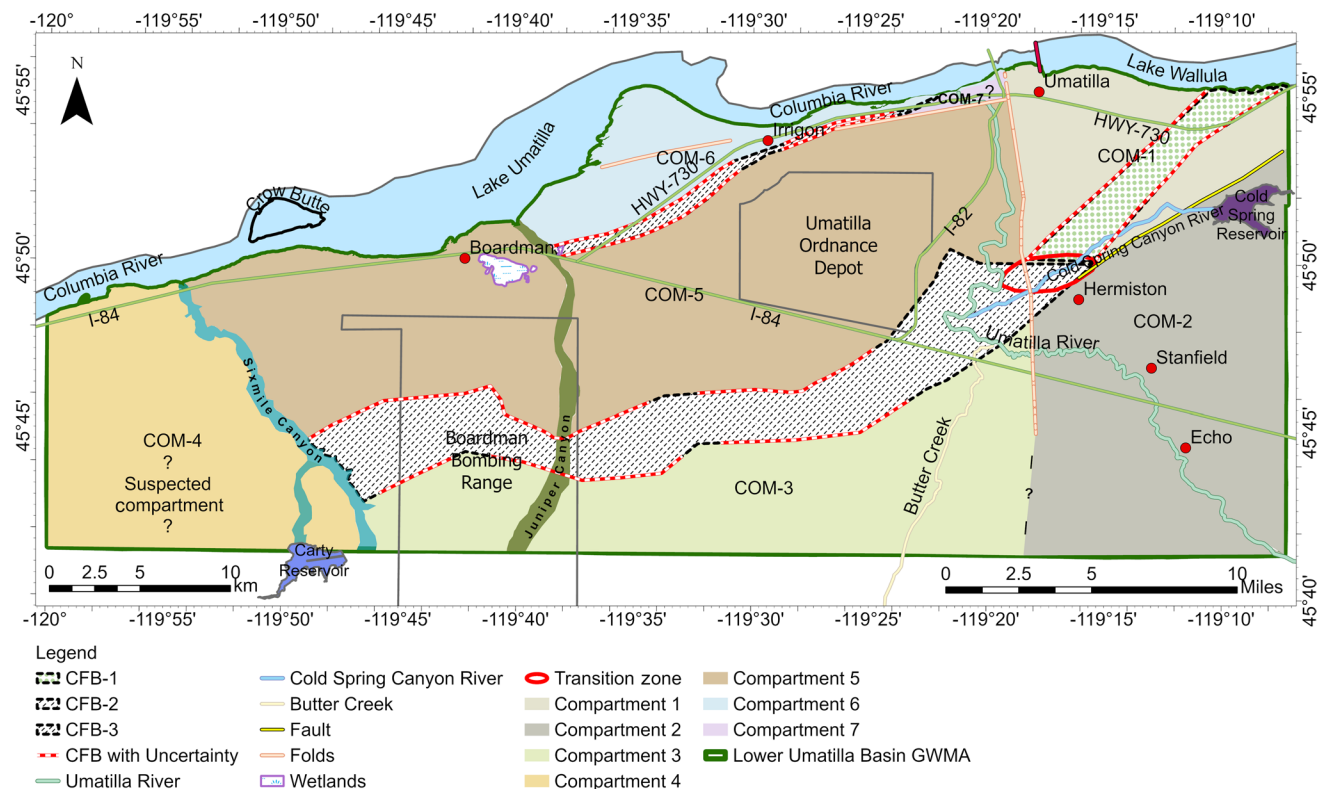 -120° -119°55' -119°50' -119°45' -119°40' -119°35' -119°30' -119°25' -119°20' -119°15' -119°10'
45°55'
45°55'
N
Lake Wallula
Umatilla
Columbia River
COM-7 ?
Irrigon
HWY-730
COM-1
COM-6
HWY-730
Lake Umatilla
Crow Butte
Cold
Spring
Reservoir
Cold Spring Canyon River
Umatilla
Ordnance
Depot
I-82
45°50'
45°50'
Boardman
Columbia River
Hermiston
COM-5
I-84
I-84
COM-2
Umatilla River
Stanfield
Sixmile Canyon
45°45'
45°45'
Echo
COM-4
?
Suspected
compartment
?
Boardman
Bombing
Range
Juniper Canyon
COM-3
Butter Creek
?
Carty
Reservoir
0 2.5 5 10
km
0 2.5 5 10
Miles
45°40'
-120° -119°55' -119°50' -119°45' -119°40' -119°35' -119°30' -119°25' -119°20' -119°15' -119°10'
Legend
CFB-1
CFB-2
CFB-3
CFB with Uncertainty
Umatilla River
Cold Spring Canyon River
Butter Creek
Fault
Folds
Wetlands
Transition zone
Compartment 1
Compartment 2
Compartment 3
Compartment 4
Compartment 5
Compartment 6
Compartment 7
Lower Umatilla Basin GWMA